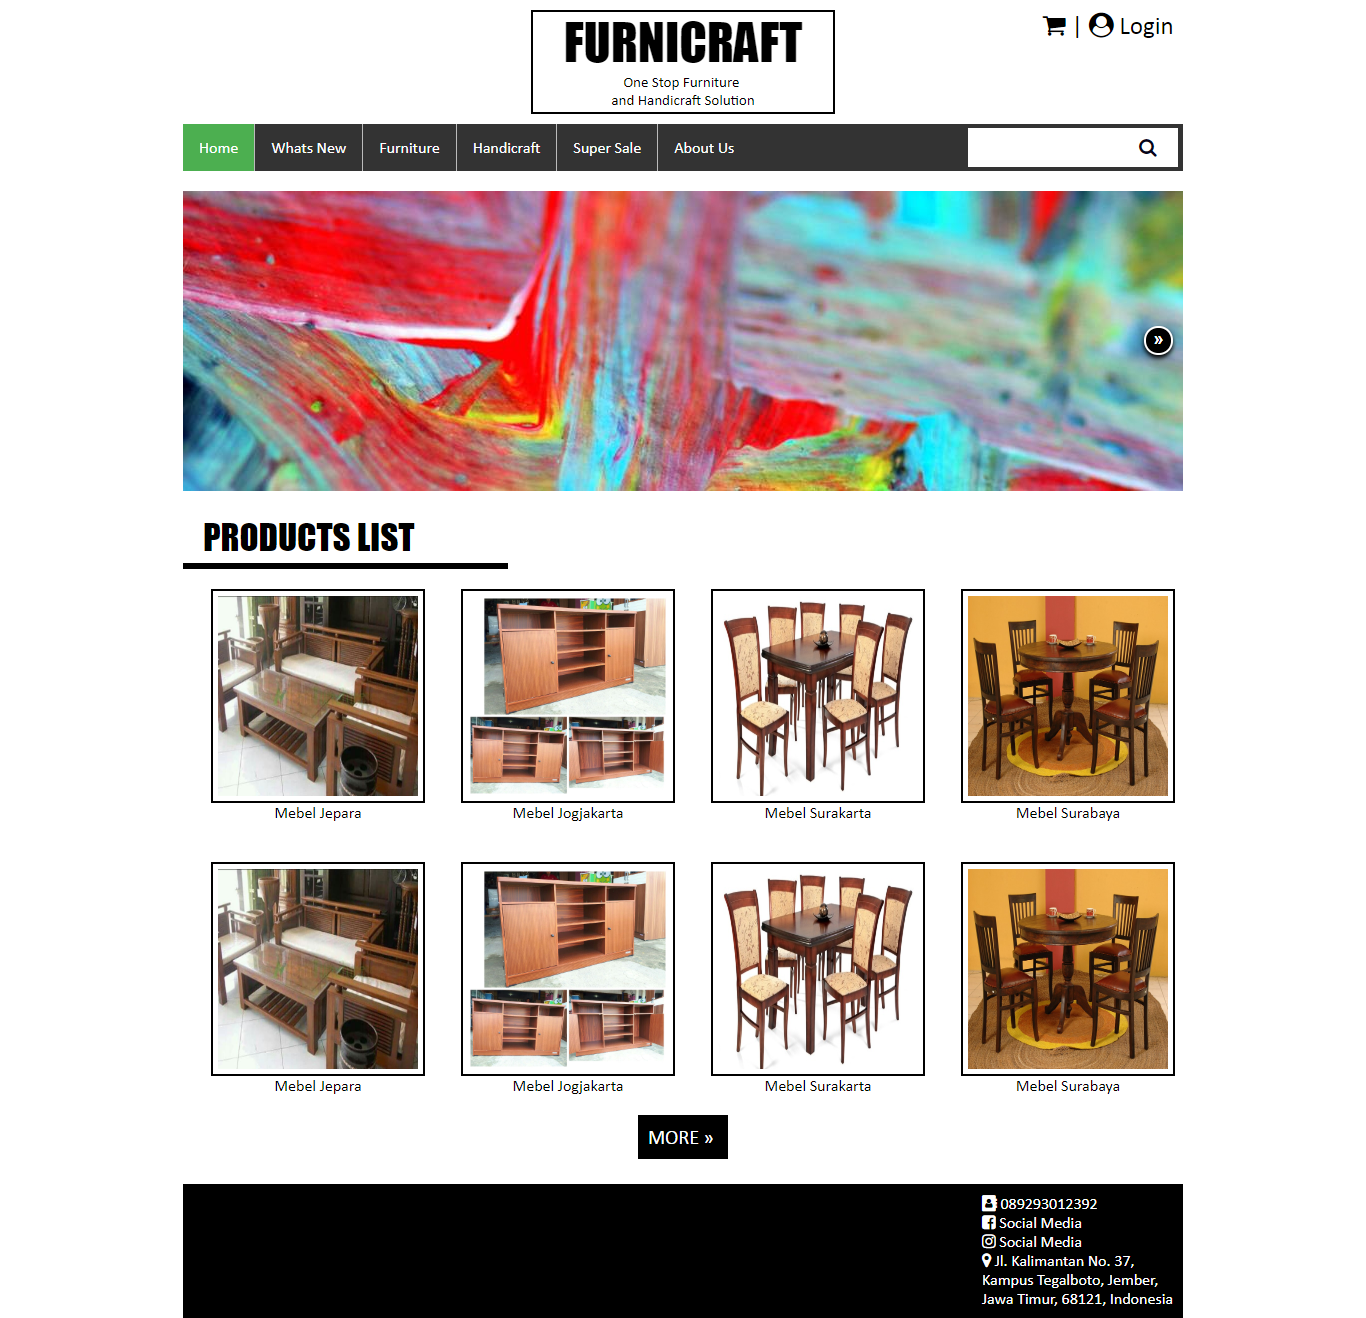 FURNICRAFT
One Stop Furniture
and Handicraft Solution
| Login
Home
Whats New
Furniture
Handicraft
Super Sale
About Us
»
PRODUCTS LIST
Mebel Jepara
Mebel Jogjakarta
Mebel Surakarta
Mebel Surabaya
Mebel Jepara
Mebel Jogjakarta
Mebel Surakarta
Mebel Surabaya
MORE »
089293012392
Social Media
Social Media
Jl. Kalimantan No. 37,
Kampus Tegalboto, Jember,
Jawa Timur, 68121, Indonesia